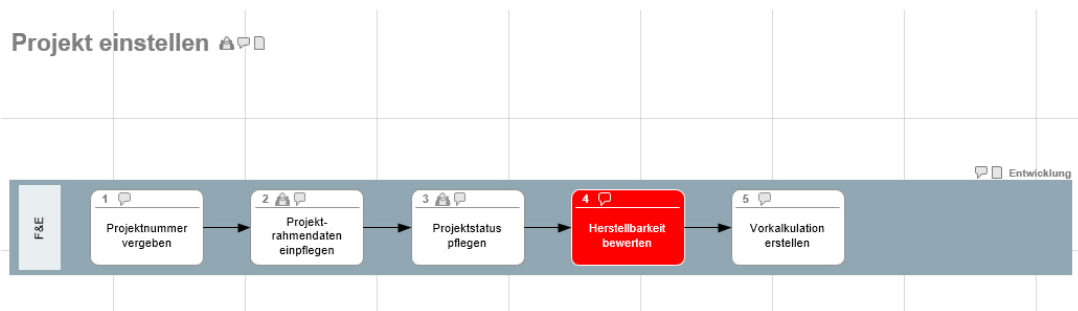 Projekt einstellen
Entwicklung
F&E
1
Projektnummer
vergeben
2
Projekt-
rahmendaten
einpflegen
3
Projektstatus
pflegen
4
Herstellbarkeit
bewerten
5
Vorkalkulation
erstellen